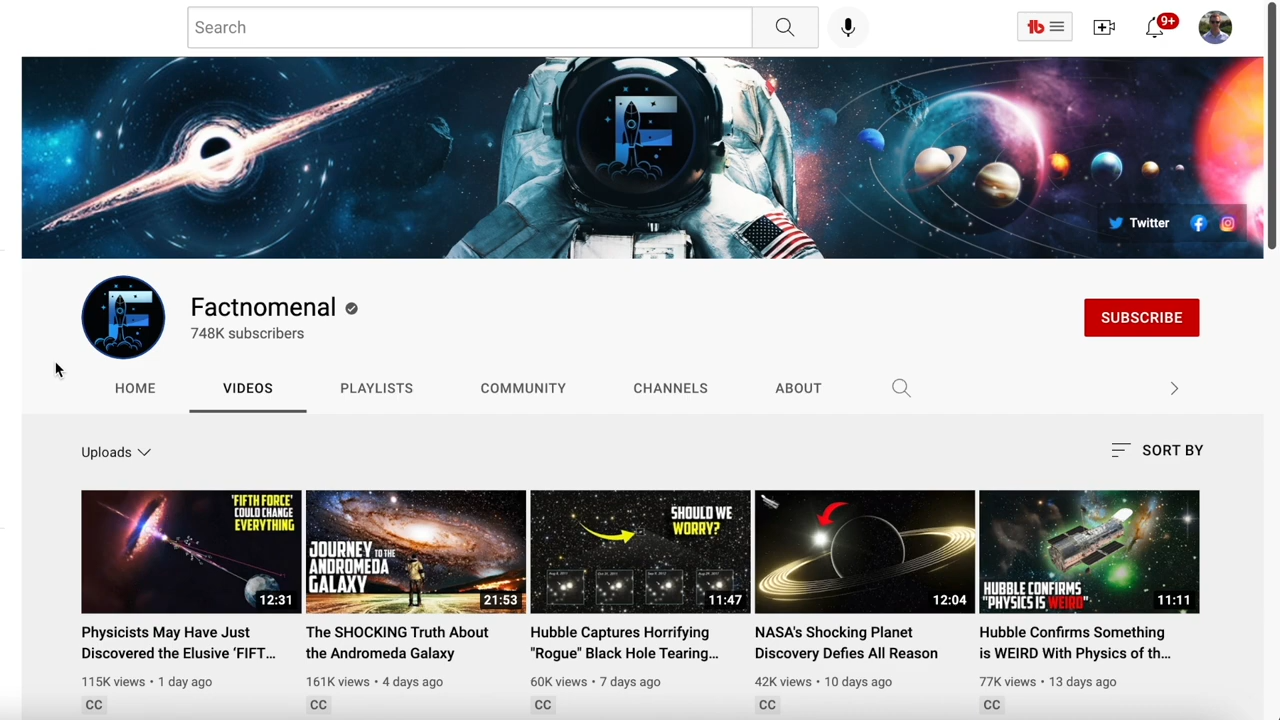 Search
9+
Twitter
Factnomenal
748K subscribers
SUBSCRIBE
HOME
VIDEOS
PLAYLISTS
COMMUNITY
CHANNELS
ABOUT
Uploads
SORT BY
'FIFTH FORCE'
COULD CHANGE
EVERYTHING
12:31
JOURNEY TO THE
ANDROMEDA
GALAXY
21:53
SHOULD WE
WORRY?
11:47
12:04
HUBBLE CONFIRMS
"PHYSICS IS WEIRD"
11:11
Physicists May Have Just
Discovered the Elusive ‘FIFT...
115K views • 1 day ago
CC
The SHOCKING Truth About
the Andromeda Galaxy
161K views • 4 days ago
CC
Hubble Captures Horrifying
"Rogue" Black Hole Tearing...
60K views • 7 days ago
CC
NASA's Shocking Planet
Discovery Defies All Reason
42K views • 10 days ago
CC
Hubble Confirms Something
is WEIRD With Physics of th...
77K views • 13 days ago
CC